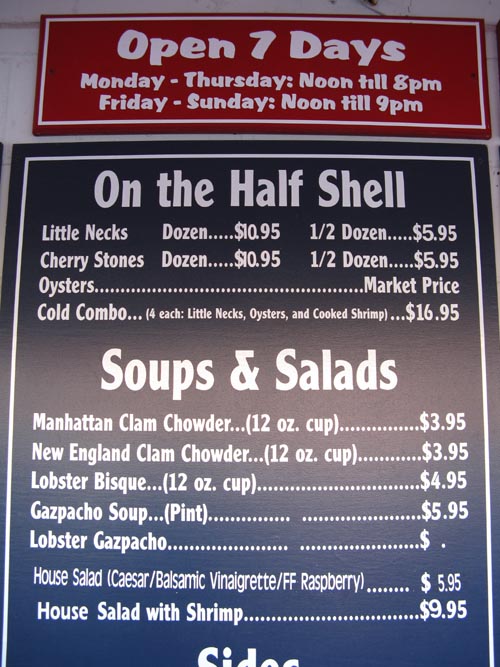 Open 7 Days
Monday - Thursday: Noon till 8pm
Friday - Sunday: Noon till 9pm
On the Half Shell
Little Necks Dozen.....$10.95 1/2 Dozen.....$5.95
Cherry Stones Dozen.....$10.95 1/2 Dozen.....$5.95
Oysters..................................................Market Price
Cold Combo... (4 each: Little Necks, Oysters, and Cooked Shrimp) ...$16.95
Soups & Salads
Manhattan Clam Chowder...(12 oz. cup)...............$3.95
New England Clam Chowder...(12 oz. cup)............$3.95
Lobster Bisque...(12 oz. cup)..............................$4.95
Gazpacho Soup...(Pint)............... ......................$5.95
Lobster Gazpacho...................... ......................$ .
House Salad (Caesar/Balsamic Vinaigrette/FF Raspberry)........ $ 5.95
House Salad with Shrimp................................$9.95
Sides